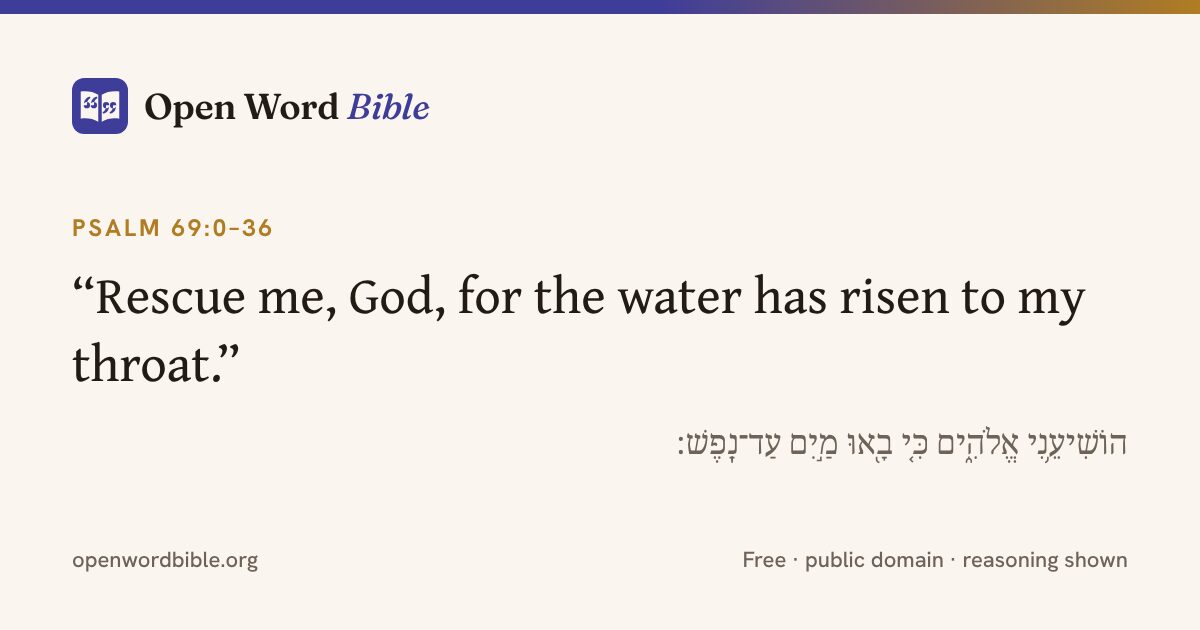 Open Word Bible
PSALM 69:0–36
“Rescue me, God, for the water has risen to my
throat.”
הוֹשִׁיעֵ֥נִי אֱלֹהִ֑ים כִּ֤י בָ֖אוּ מַ֣יִם עַד־נָֽפֶשׁ׃
openwordbible.org
Free · public domain · reasoning shown